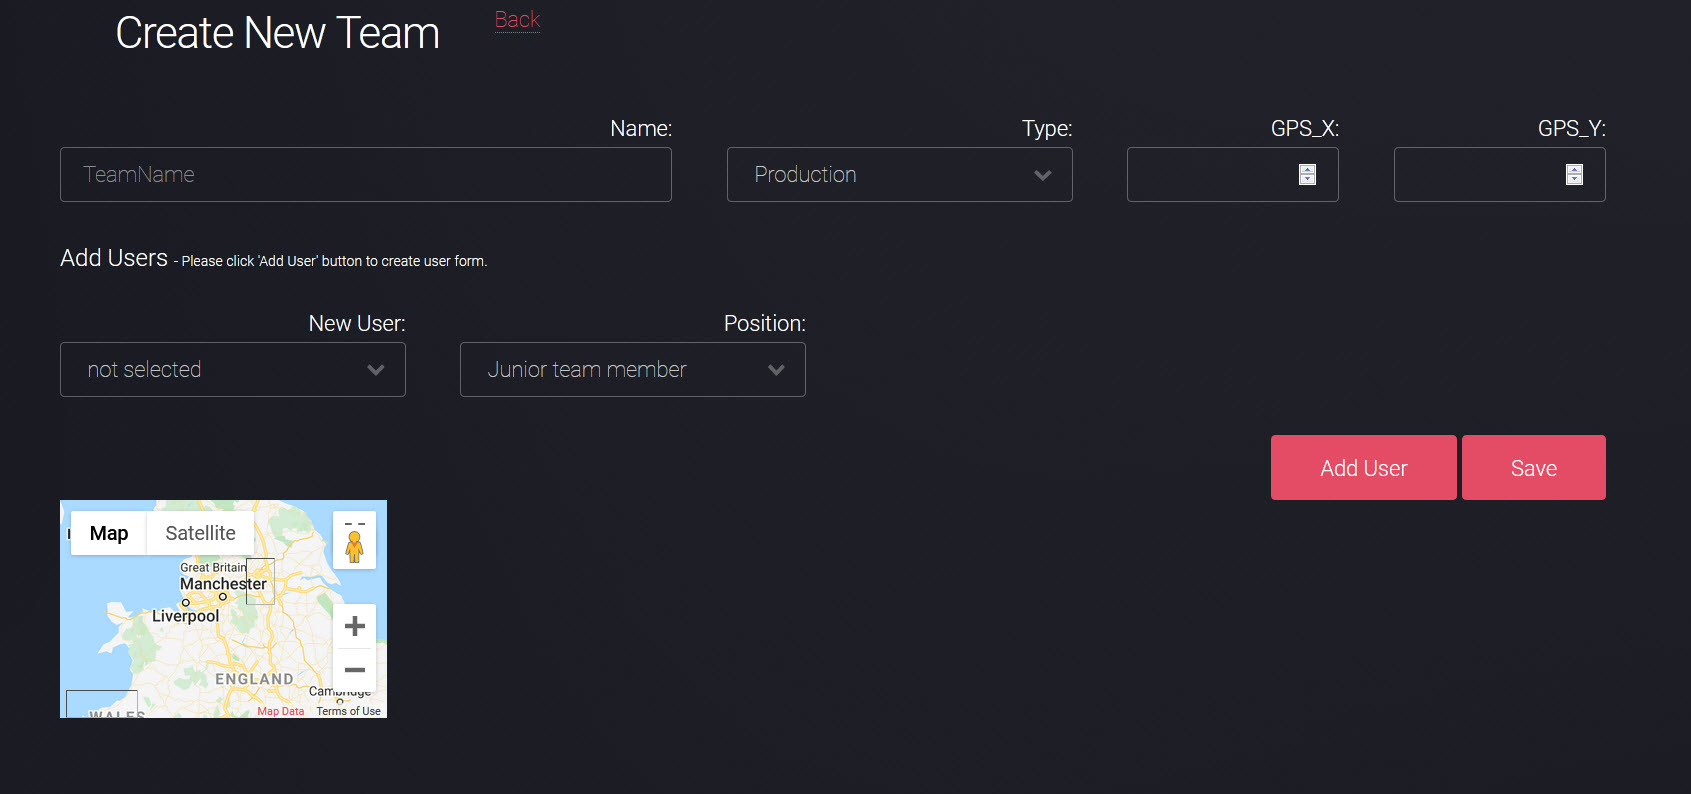 Create New Team
Back
Name:
Type:
GPS_X:
GPS_Y:
TeamName
Production
Add Users - Please click 'Add User' button to create user form.
New User:
Position:
not selected
Junior team member
Add User
Save
Map
Satellite
Great Britain
Manchester
Liverpool
ENGLAND
Cambridge
WALES
Map Data
Terms of Use